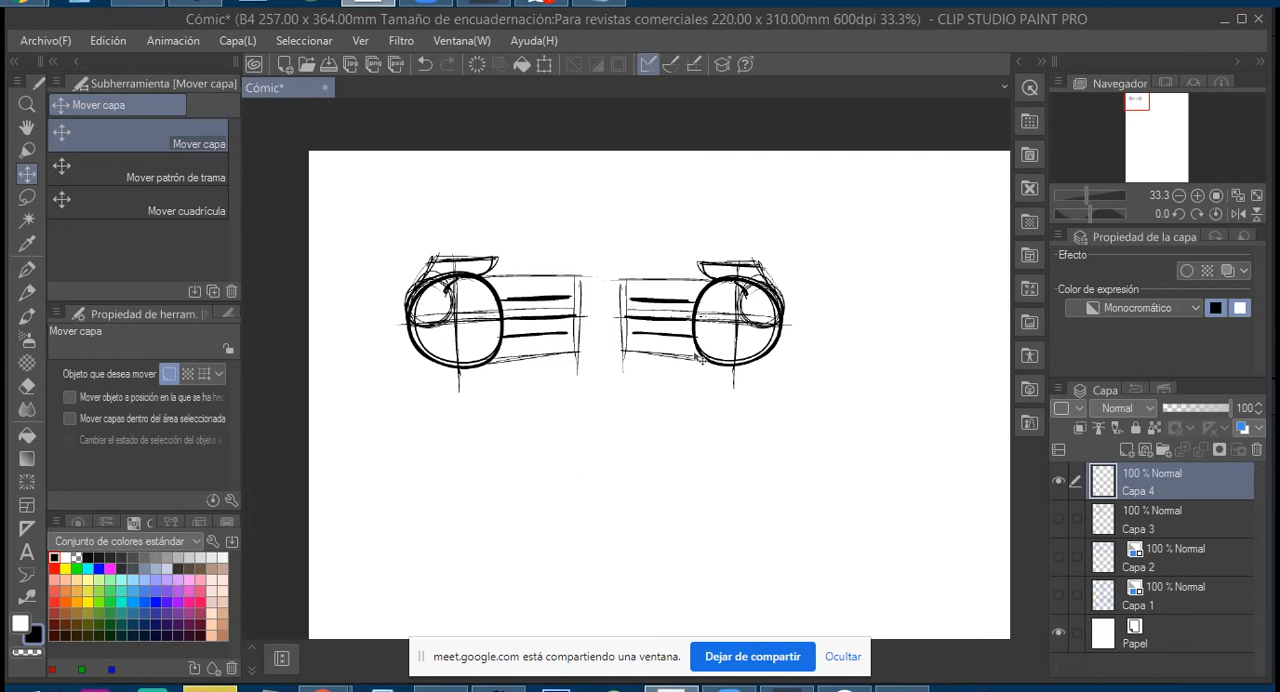 Cómic* (B4 257.00 x 364.00mm Tamaño de encuadernación:Para revistas comerciales 220.00 x 310.00mm 600dpi 33.3%) - CLIP STUDIO PAINT PRO
Archivo(F) Edición Animación Capa(L) Seleccionar Ver Filtro Ventana(W) Ayuda(H)
Subherramienta [Mover capa]
Cómic*
Navegador
Mover capa
Mover capa
Mover patrón de trama
Mover cuadrícula
33.3
0.0
Propiedad de la capa
Efecto
Color de expresión
Monocromático
Propiedad de herram.
Mover capa
Objeto que desea mover
Mover objeto a posición en la que se ha
Mover capas dentro del área seleccionada
Cambiar el estado de selección del objeto
Capa
Normal 100
100 % Normal
Capa 4
100 % Normal
Capa 3
100 % Normal
Capa 2
100 % Normal
Capa 1
Papel
Conjunto de colores estándar
meet.google.com está compartiendo una ventana. Dejar de compartir Ocultar